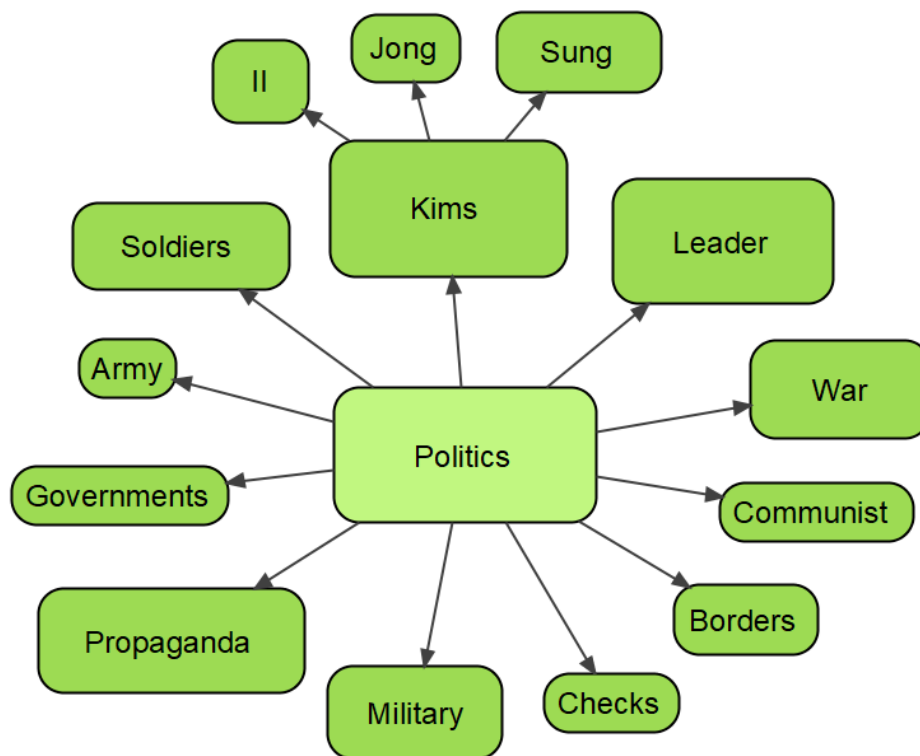 Jong
Sung
Il
Kims
Leader
Soldiers
Army
War
Politics
Governments
Communist
Borders
Propaganda
Checks
Military